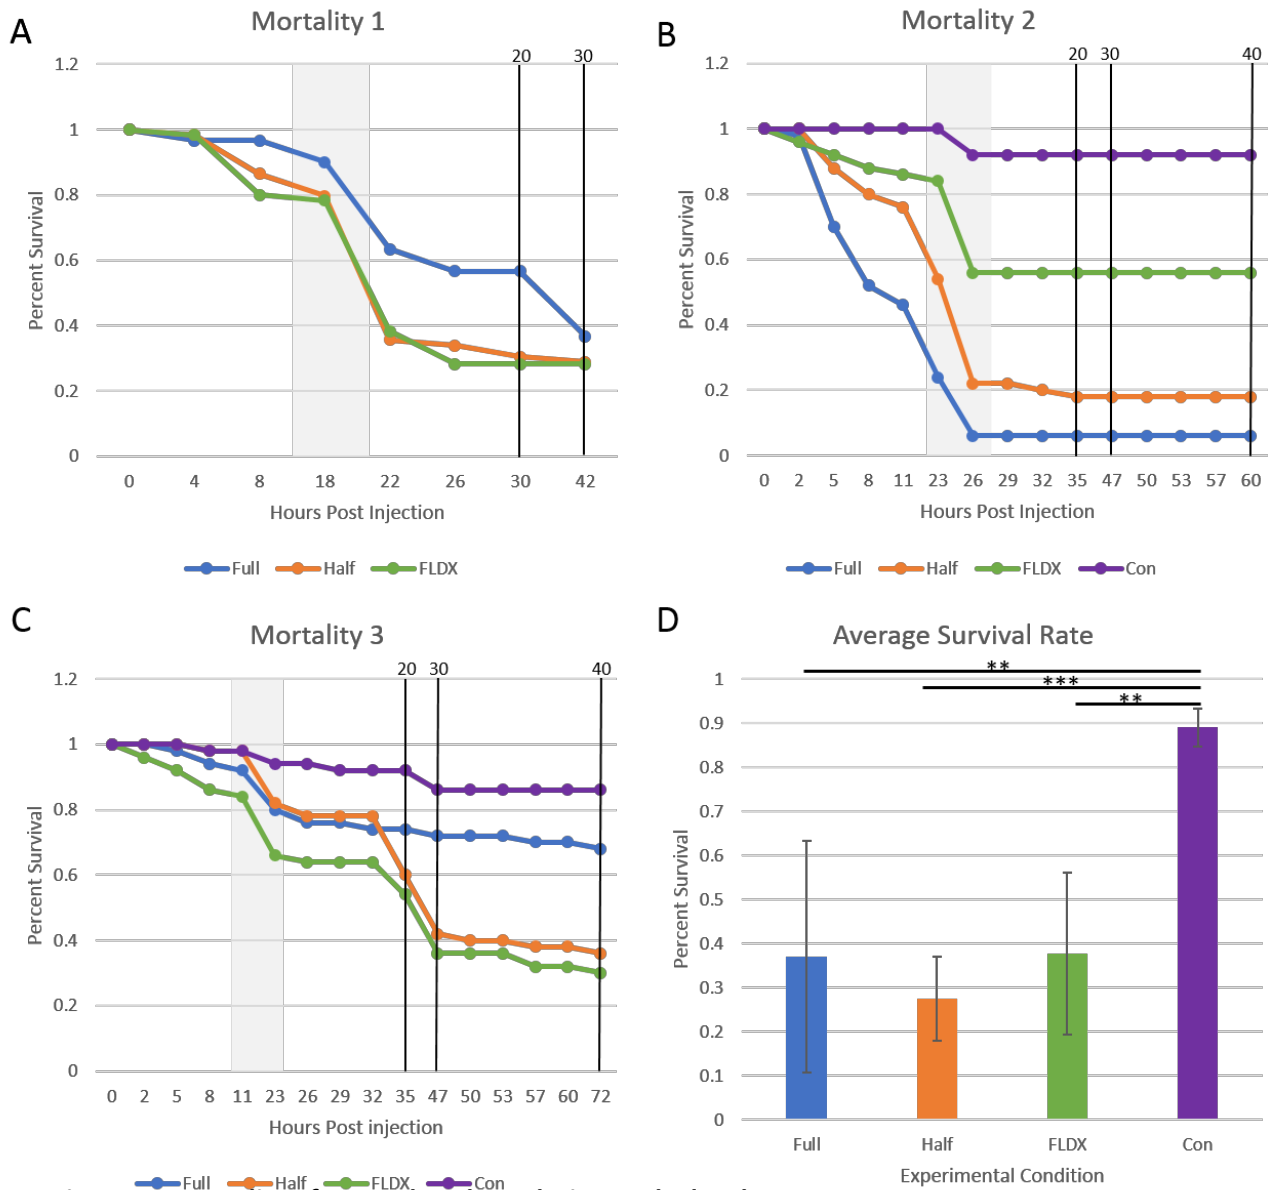 A
Mortality 1
20 30
1.2
1
0.8
0.6
0.4
0.2
0
Percent Survival
0 4 8 18 22 26 30 42
Hours Post Injection
Full Half FLDX
B
Mortality 2
20 30 40
1.2
1
0.8
0.6
0.4
0.2
0
Percent Survival
0 2 5 8 11 23 26 29 32 35 47 50 53 57 60
Hours Post Injection
Full Half FLDX Con
C
Mortality 3
20 30 40
1.2
1
0.8
0.6
0.4
0.2
0
Percent Survival
0 2 5 8 11 23 26 29 32 35 47 50 53 57 60 72
Hours Post injection
Full Half FLDX Con
D
Average Survival Rate
**
***
**
1
0.9
0.8
0.7
0.6
0.5
0.4
0.3
0.2
0.1
0
Percent Survival
Full Half FLDX Con
Experimental Condition